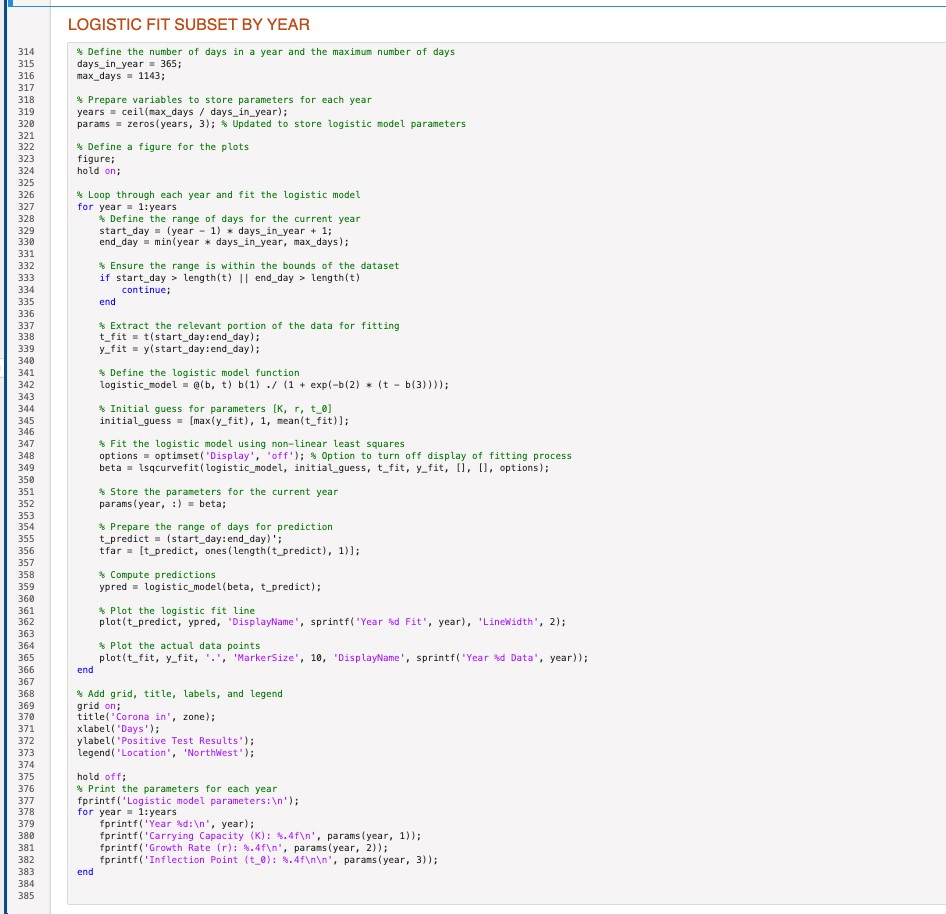 LOGISTIC FIT SUBSET BY YEAR
314 % Define the number of days in a year and the maximum number of days
315 days_in_year = 365;
316 max_days = 1143;
317
318 % Prepare variables to store parameters for each year
319 years = ceil(max_days / days_in_year);
320 params = zeros(years, 3); % Updated to store logistic model parameters
321
322 % Define a figure for the plots
323 figure;
324 hold on;
325
326 % Loop through each year and fit the logistic model
327 for year = 1:years
328     % Define the range of days for the current year
329     start_day = (year - 1) * days_in_year + 1;
330     end_day = min(year * days_in_year, max_days);
331
332     % Ensure the range is within the bounds of the dataset
333     if start_day > length(t) || end_day > length(t)
334         continue;
335     end
336
337     % Extract the relevant portion of the data for fitting
338     t_fit = t(start_day:end_day);
339     y_fit = y(start_day:end_day);
340
341     % Define the logistic model function
342     logistic_model = @(b, t) b(1) ./ (1 + exp(-b(2) * (t - b(3))));
343
344     % Initial guess for parameters [K, r, t_0]
345     initial_guess = [max(y_fit), 1, mean(t_fit)];
346
347     % Fit the logistic model using non-linear least squares
348     options = optimset('Display', 'off'); % Option to turn off display of fitting process
349     beta = lsqcurvefit(logistic_model, initial_guess, t_fit, y_fit, [], [], options);
350
351     % Store the parameters for the current year
352     params(year, :) = beta;
353
354     % Prepare the range of days for prediction
355     t_predict = (start_day:end_day)';
356     tfar = [t_predict, ones(length(t_predict), 1)];
357
358     % Compute predictions
359     ypred = logistic_model(beta, t_predict);
360
361     % Plot the logistic fit line
362     plot(t_predict, ypred, 'DisplayName', sprintf('Year %d Fit', year), 'LineWidth', 2);
363
364     % Plot the actual data points
365     plot(t_fit, y_fit, '.', 'MarkerSize', 10, 'DisplayName', sprintf('Year %d Data', year));
366 end
367
368 % Add grid, title, labels, and legend
369 grid on;
370 title('Corona in', zone);
371 xlabel('Days');
372 ylabel('Positive Test Results');
373 legend('Location', 'NorthWest');
374
375 hold off;
376 % Print the parameters for each year
377 fprintf('Logistic model parameters:\n');
378 for year = 1:years
379     fprintf('Year %d:\n', year);
380     fprintf('Carrying Capacity (K): %.4f\n', params(year, 1));
381     fprintf('Growth Rate (r): %.4f\n', params(year, 2));
382     fprintf('Inflection Point (t_0): %.4f\n\n', params(year, 3));
383 end
384
385